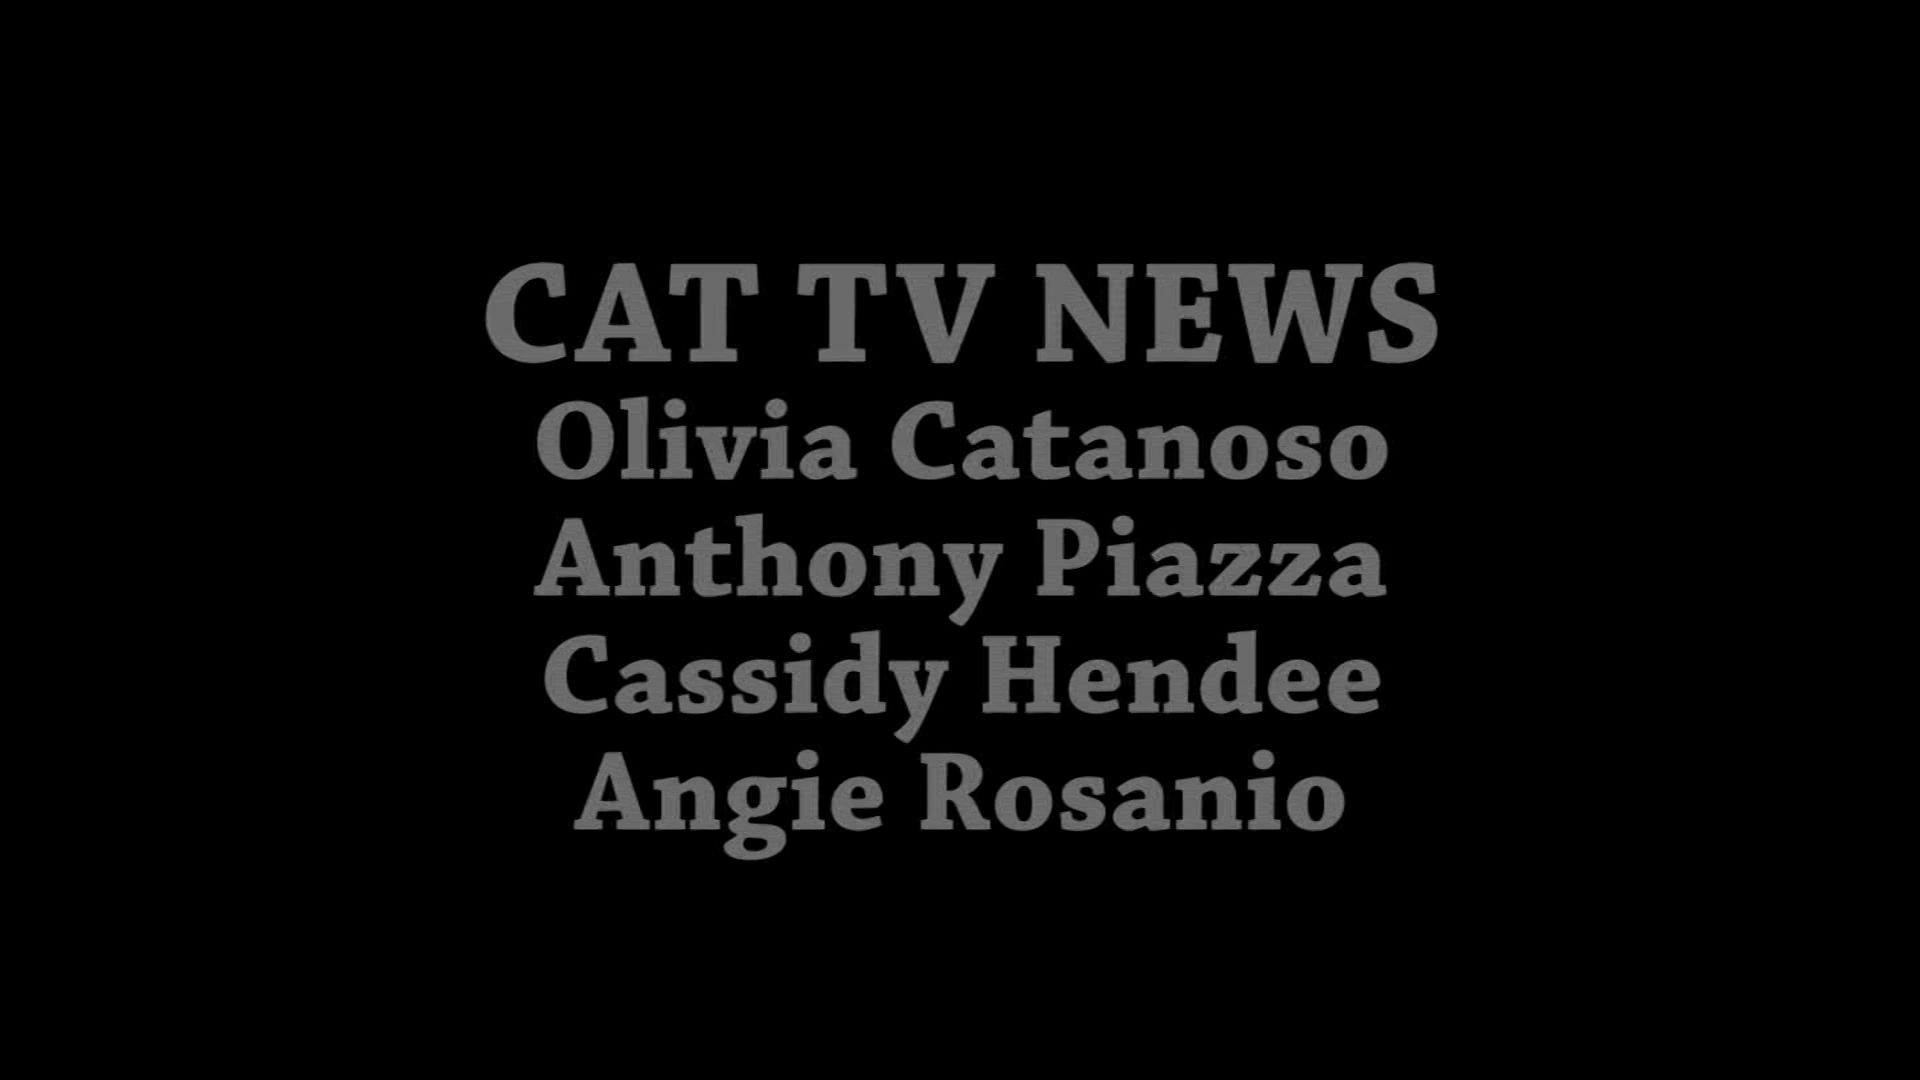 CAT TV NEWS
Olivia Catanoso
Anthony Piazza
Cassidy Hendee
Angie Rosanio